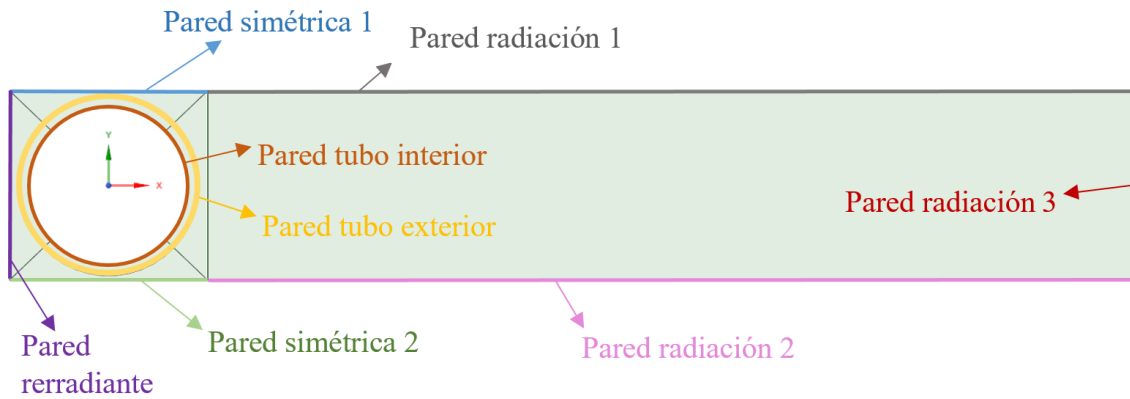 Pared simétrica 1
Pared radiación 1
Y
Pared tubo interior
X
Pared radiación 3
Pared tubo exterior
Pared simétrica 2
Pared radiación 2
Pared
rerradiante